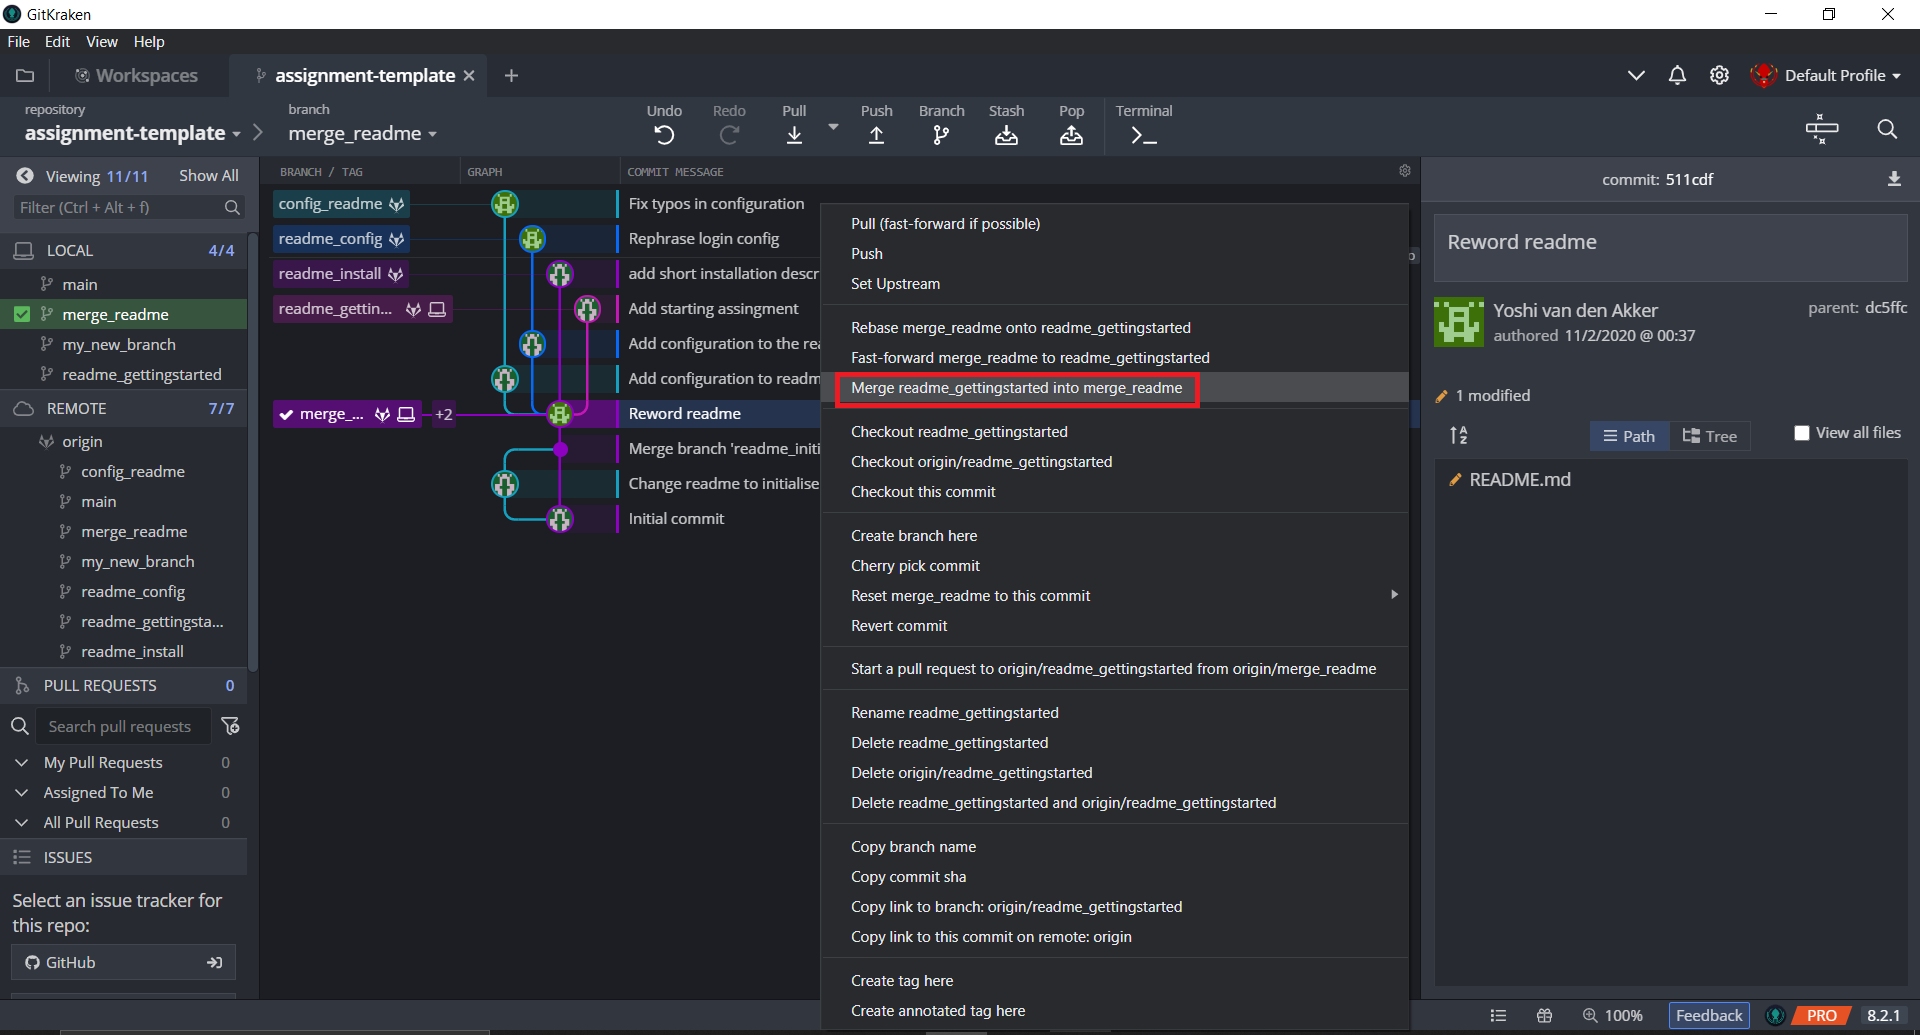 GitKraken
File Edit View Help
Workspaces
assignment-template
Default Profile
repository
assignment-template
branch
merge_readme
Undo
Redo
Pull
Push
Branch
Stash
Pop
Terminal
Viewing 11/11 Show All
Filter (Ctrl + Alt + f)
LOCAL 4/4
main
merge_readme
my_new_branch
readme_gettingstarted
REMOTE 7/7
origin
config_readme
main
merge_readme
my_new_branch
readme_config
readme_gettingsta...
readme_install
PULL REQUESTS 0
Search pull requests
My Pull Requests 0
Assigned To Me 0
All Pull Requests 0
ISSUES
Select an issue tracker for
this repo:
GitHub
BRANCH / TAG GRAPH COMMIT MESSAGE
config_readme Fix typos in configuration
readme_config Rephrase login config
readme_install add short installation descr
readme_gettin... Add starting assingment
Add configuration to the rea
Add configuration to readm
merge_... +2 Reword readme
Merge branch 'readme_initi
Change readme to initialise
Initial commit
Pull (fast-forward if possible)
Push
Set Upstream
Rebase merge_readme onto readme_gettingstarted
Fast-forward merge_readme to readme_gettingstarted
Merge readme_gettingstarted into merge_readme
Checkout readme_gettingstarted
Checkout origin/readme_gettingstarted
Checkout this commit
Create branch here
Cherry pick commit
Reset merge_readme to this commit
Revert commit
Start a pull request to origin/readme_gettingstarted from origin/merge_readme
Rename readme_gettingstarted
Delete readme_gettingstarted
Delete origin/readme_gettingstarted
Delete readme_gettingstarted and origin/readme_gettingstarted
Copy branch name
Copy commit sha
Copy link to branch: origin/readme_gettingstarted
Copy link to this commit on remote: origin
Create tag here
Create annotated tag here
commit: 511cdf
Reword readme
Yoshi van den Akker
authored 11/2/2020 @ 00:37
parent: dc5ffc
1 modified
Path
Tree
View all files
README.md
100%
Feedback
PRO
8.2.1